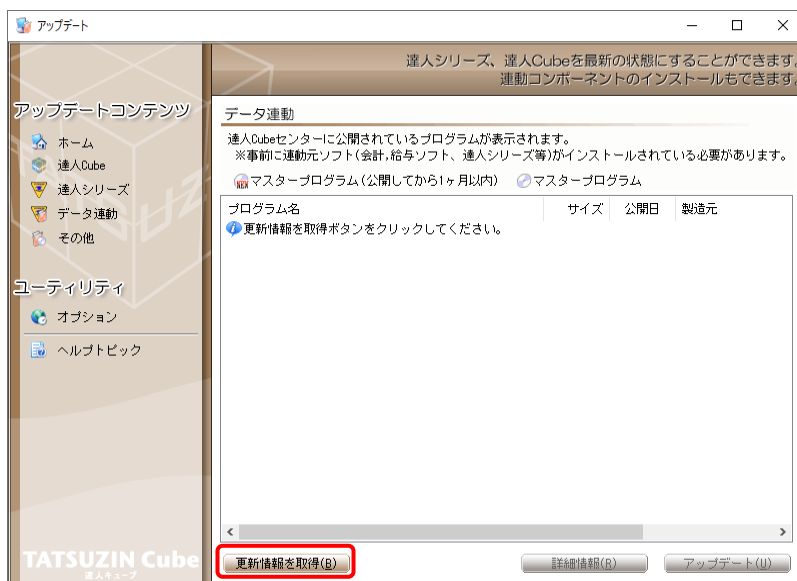 アップデート
達人シリーズ、達人Cubeを最新の状態にすることができます。
連動コンポーネントのインストールもできます。
アップデートコンテンツ
ホーム
達人Cube
達人シリーズ
データ連動
その他
ユーティリティ
オプション
ヘルプトピック
TATSUZIN Cube
達人キューブ
データ連動
達人Cubeセンターに公開されているプログラムが表示されます。
※事前に連動元ソフト(会計,給与ソフト、達人シリーズ等)がインストールされている必要があります。
NEW マスタープログラム(公開してから1ヶ月以内) マスタープログラム
プログラム名 サイズ 公開日 製造元
更新情報を取得ボタンをクリックしてください。
更新情報を取得(B) 詳細情報(R) アップデート(U)